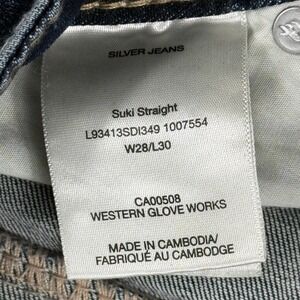 SILVER JEANS
Suki Straight
L93413SDI349 1007554
W28/L30
CA00508
WESTERN GLOVE WORKS
MADE IN CAMBODIA/
FABRIQUÉ AU CAMBODGE